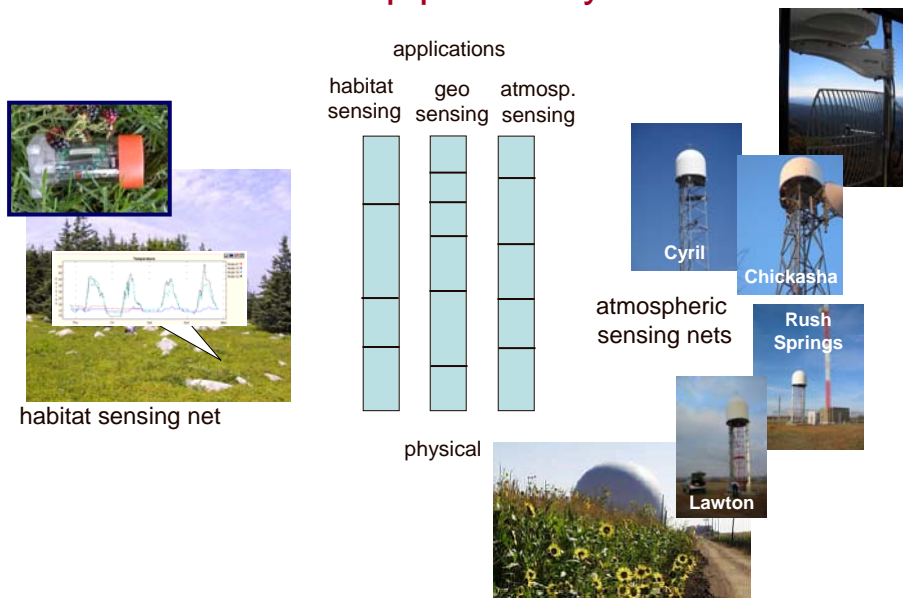 applications
habitat
sensing
geo
sensing
atmosp.
sensing
Temperature
Cyril
Chickasha
atmospheric
sensing nets
Rush
Springs
habitat sensing net
physical
Lawton